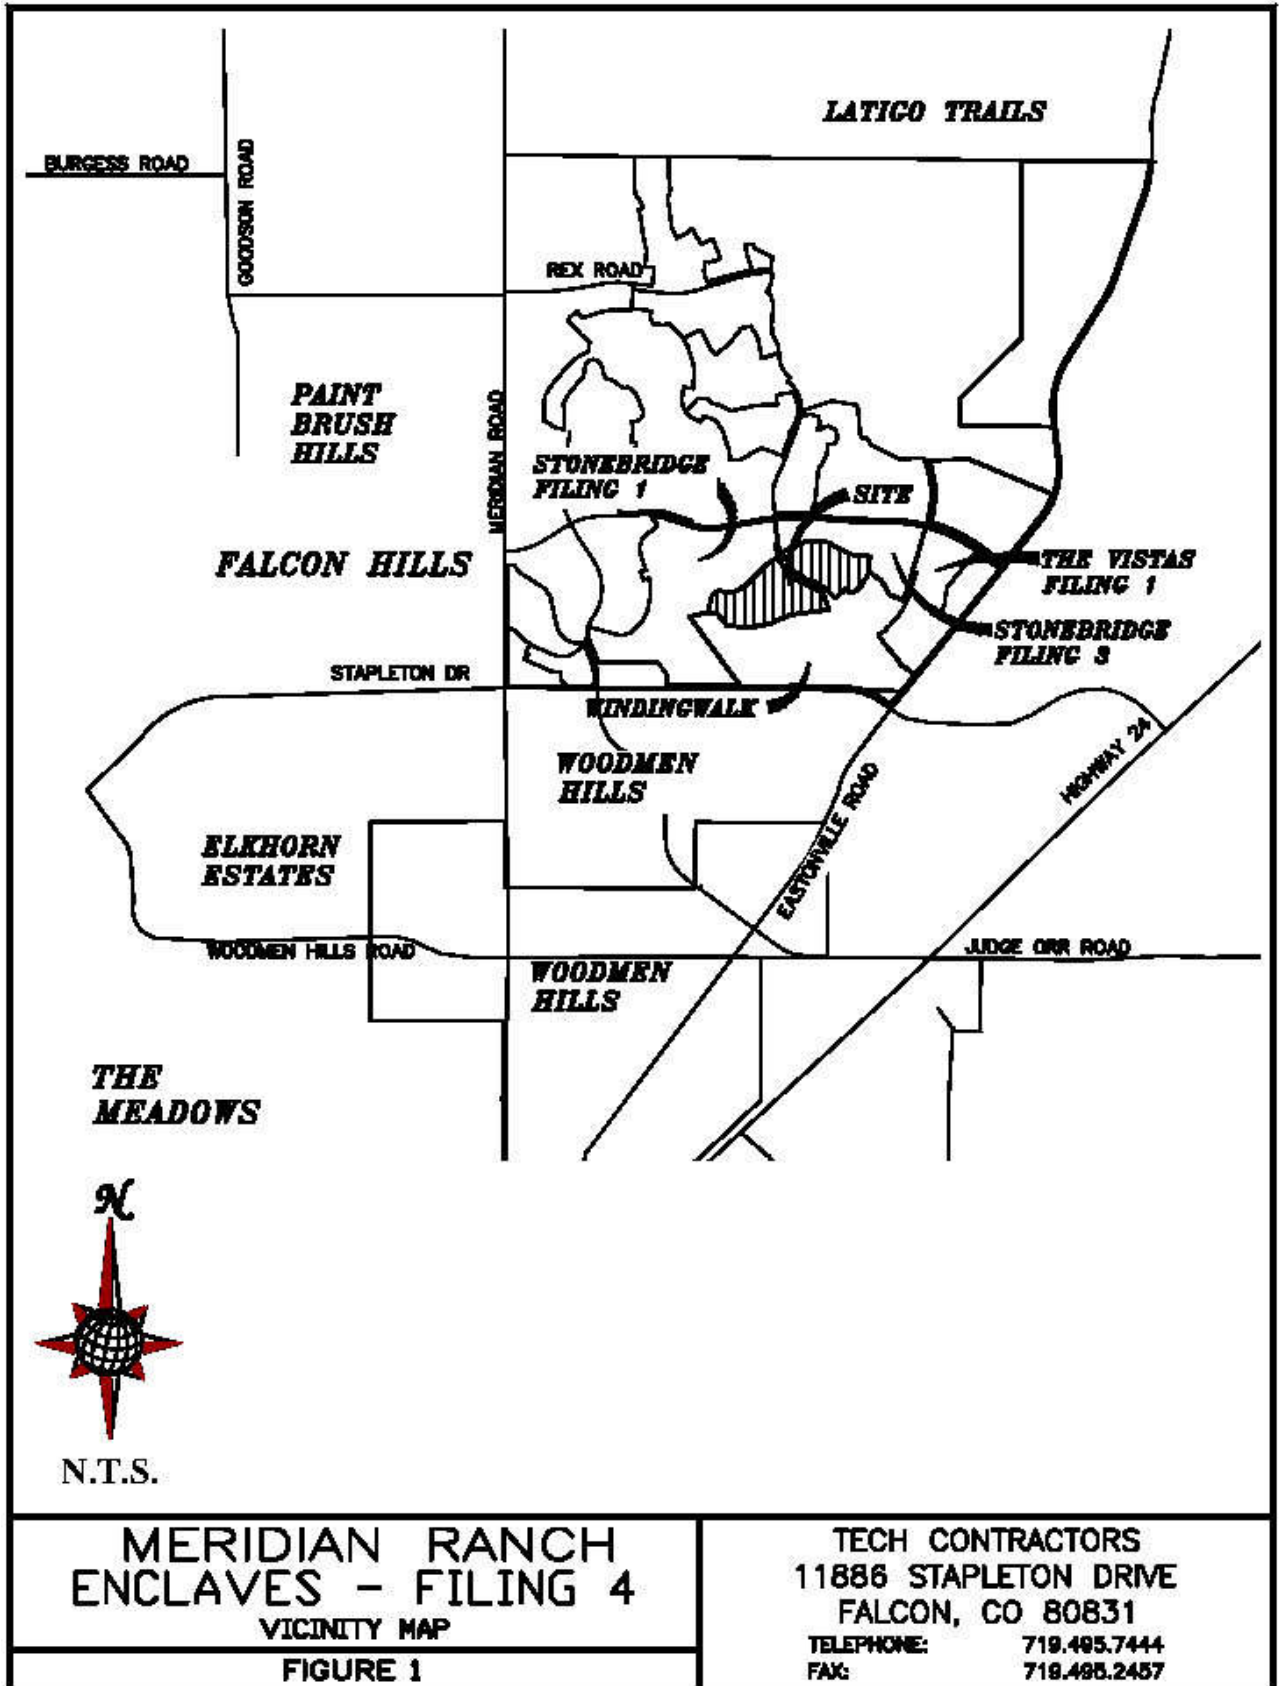 LATIGO TRAILS
BURGESS ROAD
GOODSON ROAD
REX ROAD
PAINT
BRUSH
HILLS
MERIDIAN ROAD
STONEBRIDGE
FILING 1
SITE
FALCON HILLS
THE VISTAS
FILING 1
STONEBRIDGE
FILING 3
STAPLETON DR
WINDINGWALK
HIGHWAY 24
WOODMEN
HILLS
EASTONVILLE ROAD
ELKHORN
ESTATES
WOODMEN HILLS ROAD
JUDGE ORR ROAD
WOODMEN
HILLS
THE
MEADOWS
N
N.T.S.
MERIDIAN RANCH
ENCLAVES - FILING 4
VICINITY MAP
FIGURE 1
TECH CONTRACTORS
11886 STAPLETON DRIVE
FALCON, CO 80831
TELEPHONE: 719.495.7444
FAX: 719.495.2457